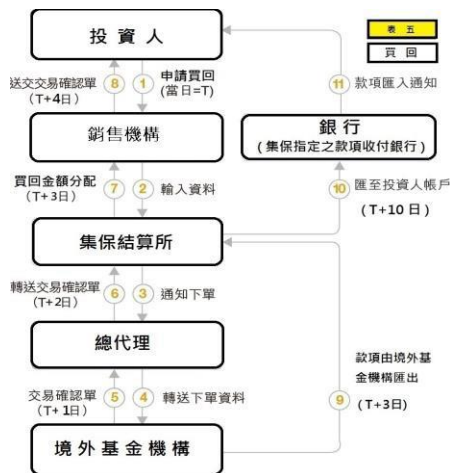 表五
買回
投資人
送交交易確認單
(T+4日)
8
1
申請買回
(當日=T)
11
款項匯入通知
銷售機構
銀行
(集保指定之款項收付銀行)
買回金額分配
(T+3日)
7
2
輸入資料
10
匯至投資人帳戶
(T+10日)
集保結算所
轉送交易確認單
(T+2日)
6
3
通知下單
總代理
款項由境外基
金機構匯出
交易確認單
(T+1日)
5
4
轉送下單資料
9
(T+3日)
境外基金機構